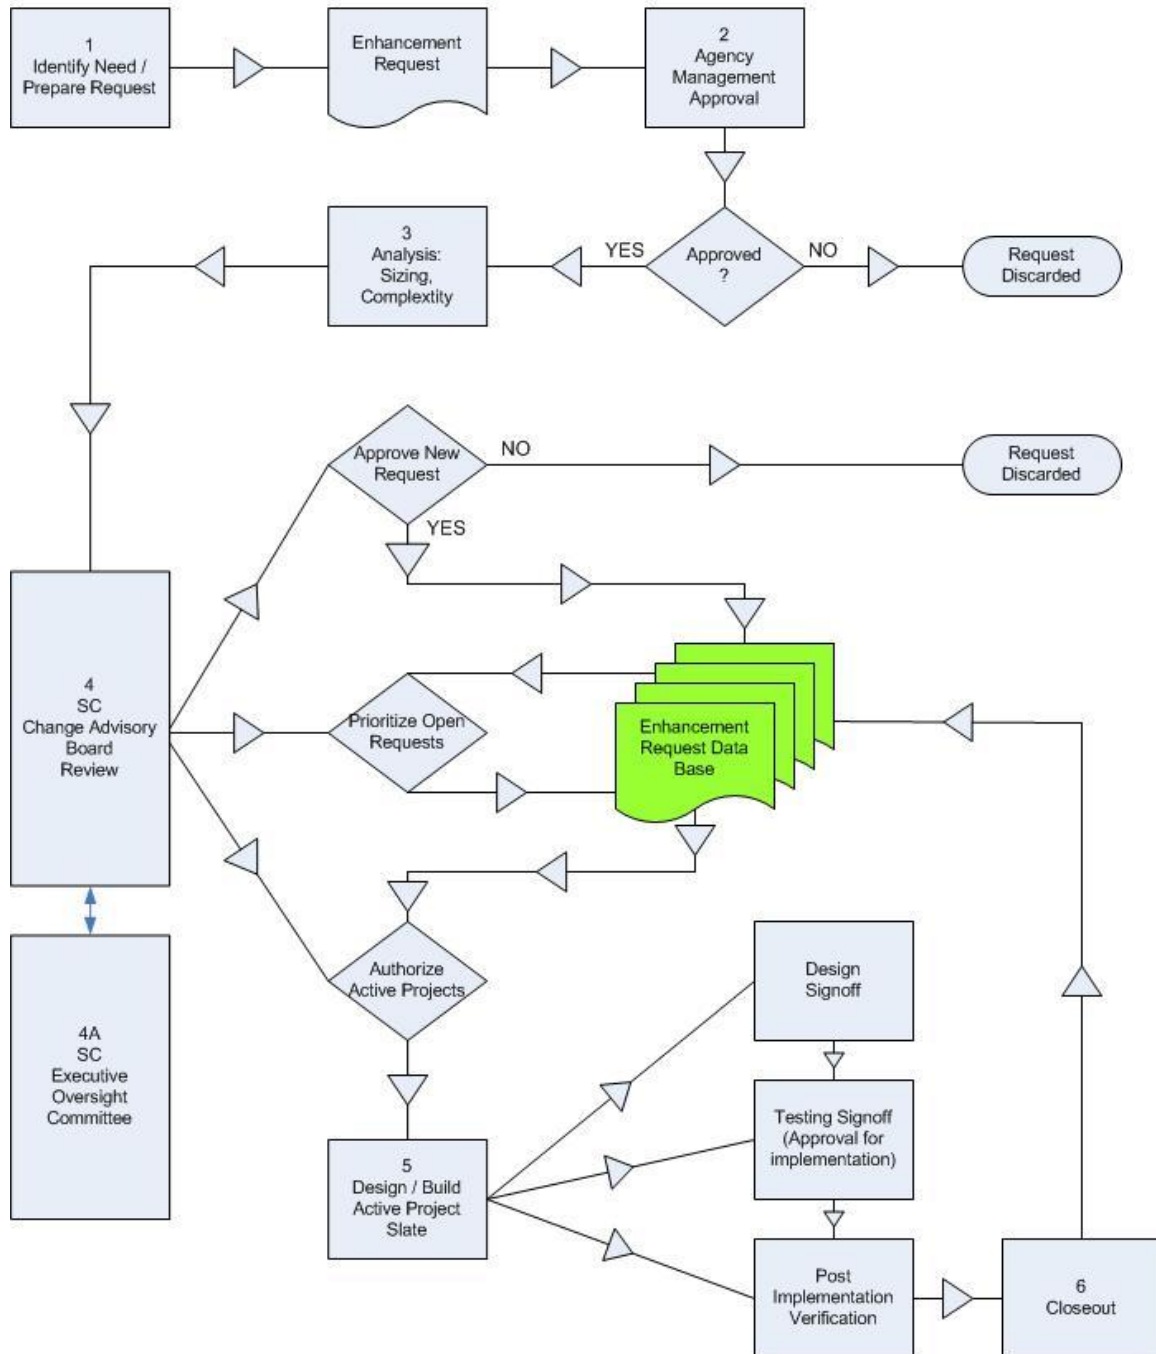 1
Identify Need /
Prepare Request
Enhancement
Request
2
Agency
Management
Approval
3
Analysis:
Sizing,
Complextity
YES
Approved
?
NO
Request
Discarded
Approve New
Request
NO
Request
Discarded
YES
4
SC
Change Advisory
Board
Review
Prioritize Open
Requests
Enhancement
Request Data
Base
4A
SC
Executive
Oversight
Committee
Authorize
Active Projects
Design
Signoff
5
Design / Build
Active Project
Slate
Testing Signoff
(Approval for
implementation)
Post
Implementation
Verification
6
Closeout